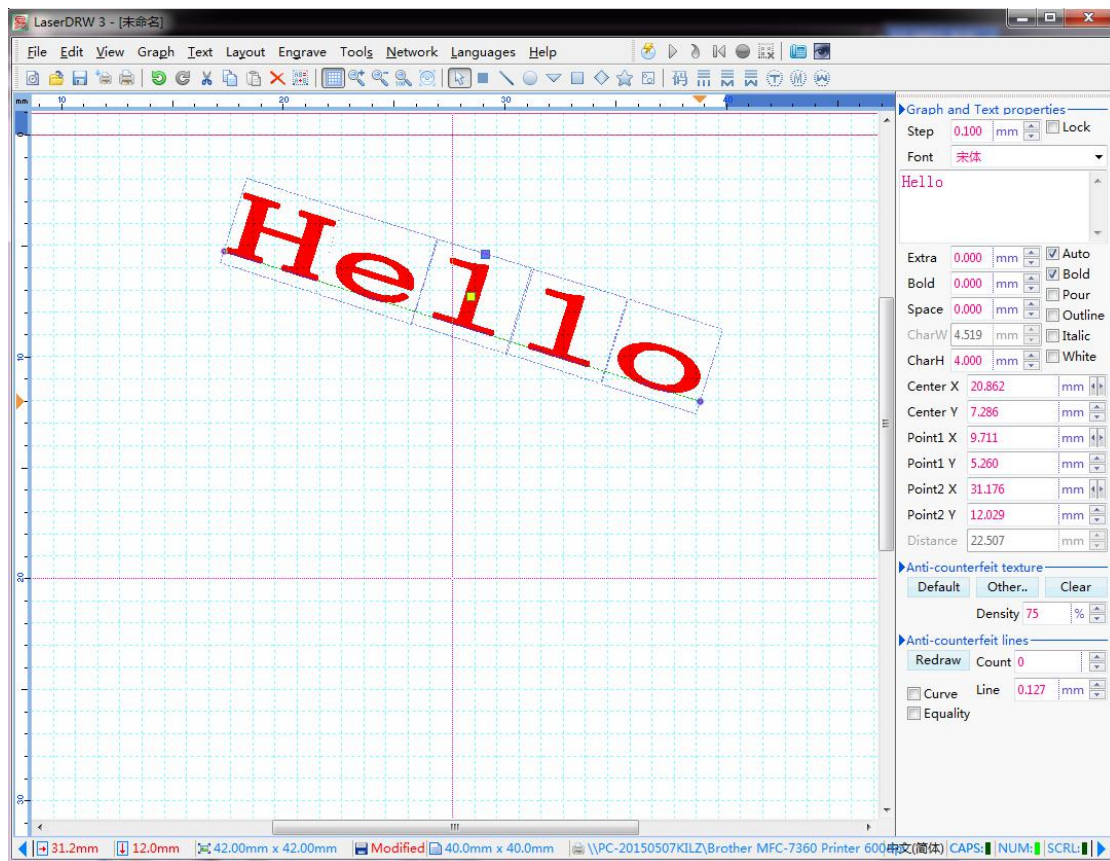 LaserDRW 3 - [未命名]
File Edit View Graph Text Layout Engrave Tools Network Languages Help
mm 10 20 30 40
0
10
20
30
Hello
Graph and Text properties
Step 0.100 mm Lock
Font 宋体
Hello
Extra 0.000 mm Auto
Bold 0.000 mm Bold
Pour
Space 0.000 mm Outline
CharW 4.519 mm Italic
CharH 4.000 mm White
Center X 20.862 mm
Center Y 7.286 mm
Point1 X 9.711 mm
Point1 Y 5.260 mm
Point2 X 31.176 mm
Point2 Y 12.029 mm
Distance 22.507 mm
Anti-counterfeit texture
Default Other.. Clear
Density 75 %
Anti-counterfeit lines
Redraw Count 0
Curve Line 0.127 mm
Equality
31.2mm 12.0mm 42.00mm x 42.00mm Modified 40.0mm x 40.0mm \\PC-20150507KILZ\Brother MFC-7360 Printer 600 中文(简体) CAPS: NUM: SCRL: